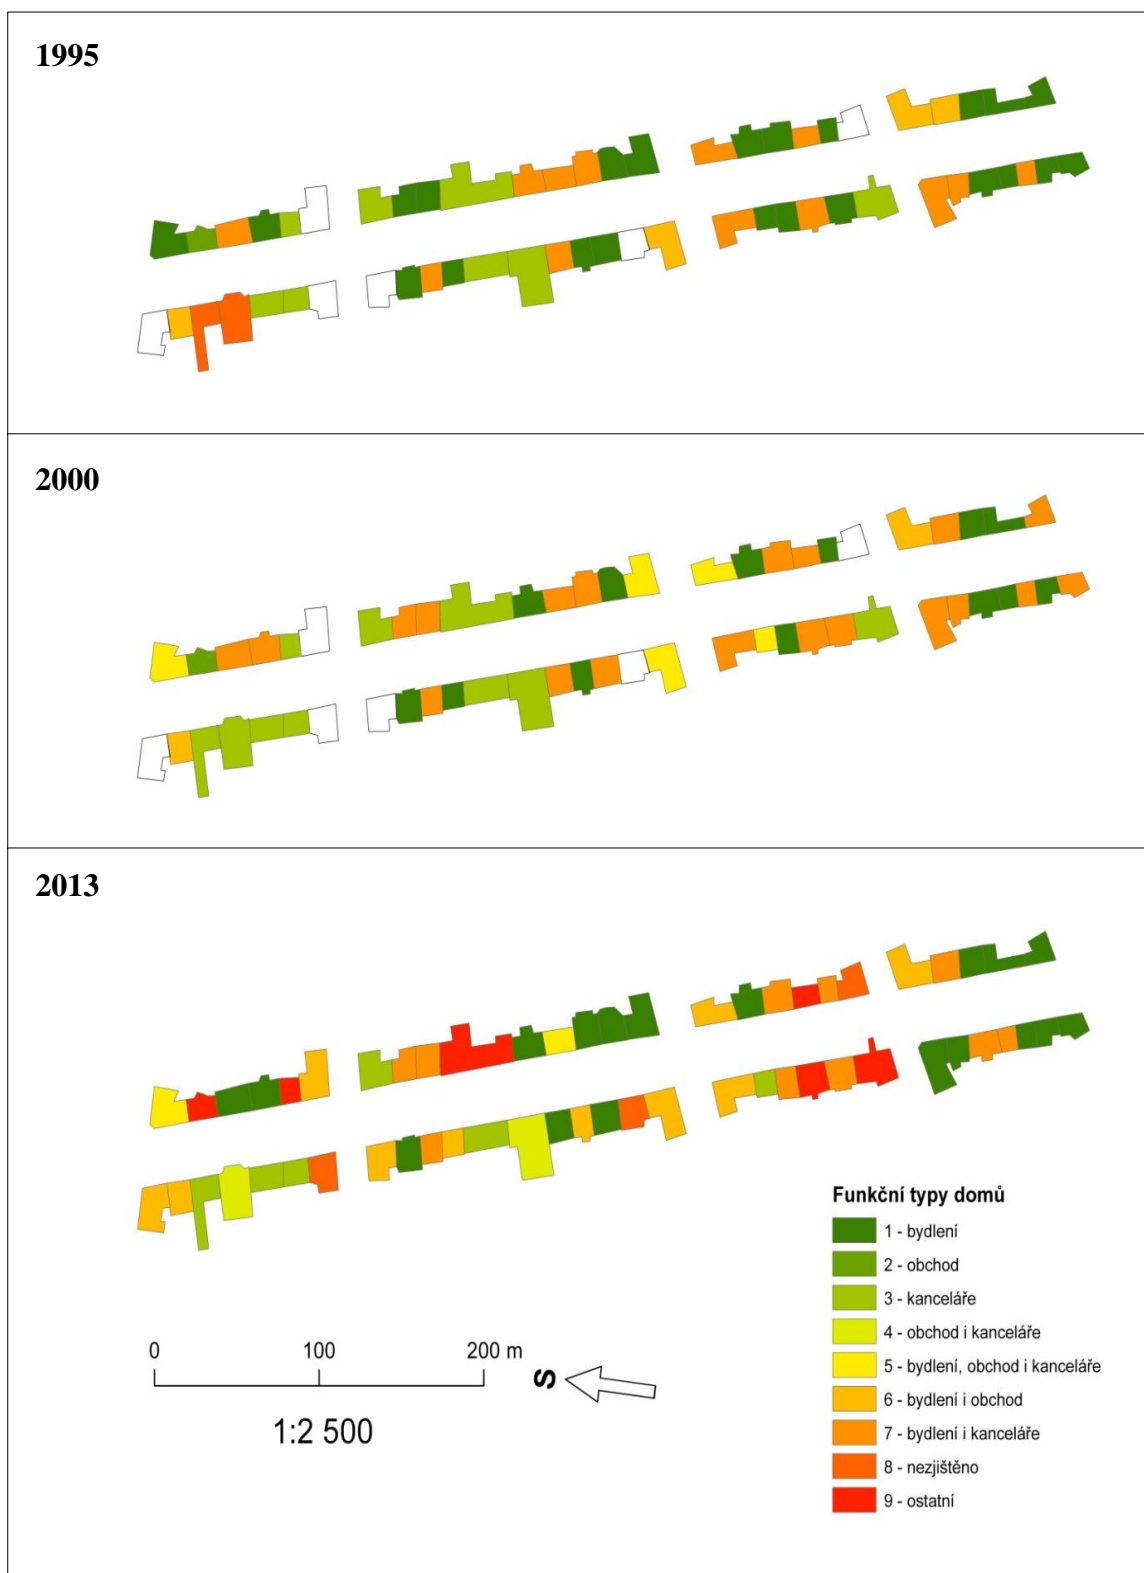 1995
2000
2013
Funkční typy domů
1 - bydlení
2 - obchod
3 - kanceláře
4 - obchod i kanceláře
5 - bydlení, obchod i kanceláře
6 - bydlení i obchod
7 - bydlení i kanceláře
8 - nezjištěno
9 - ostatní
0 100 200 m
S
1:2 500